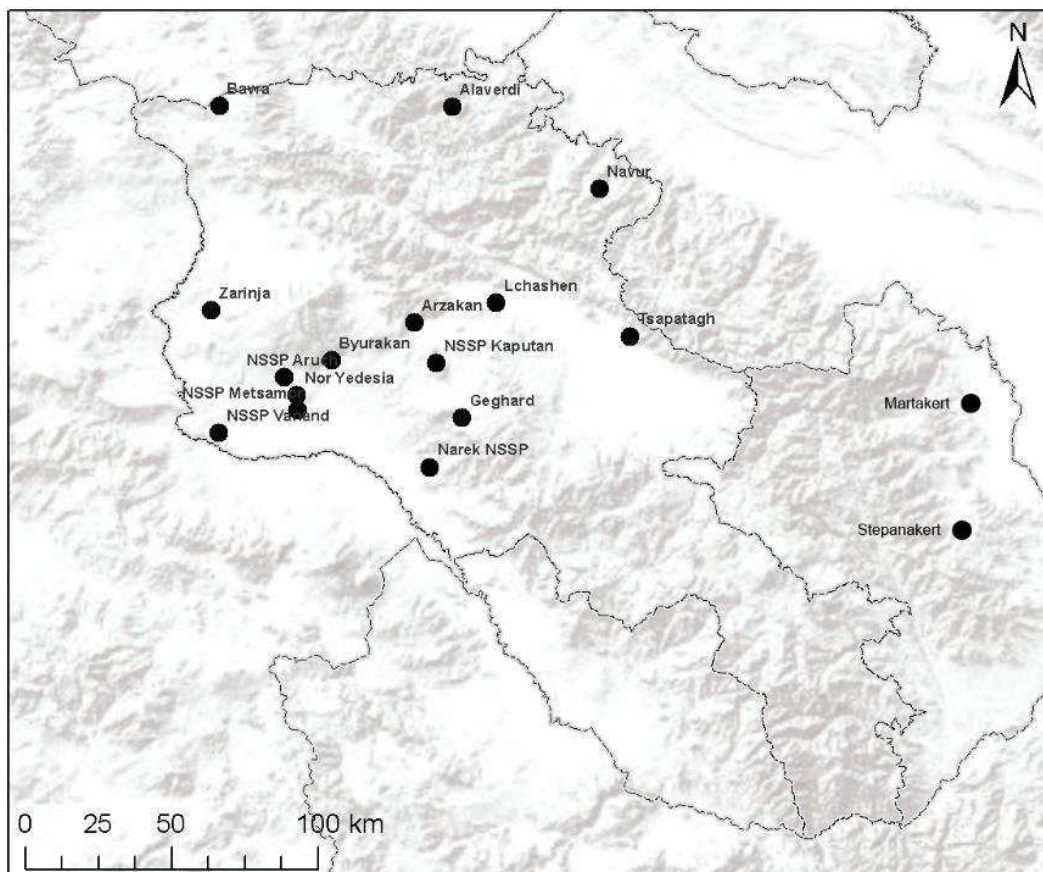 N
Bavra
Alaverdi
Navur
Zarinja
Lchashen
Arzakan
Tsapatagh
Byurakan
NSSP Aruch
NSSP Kaputan
Nor Yedesia
NSSP Metsamor
Geghard
Martakert
NSSP Vanand
Narek NSSP
Stepanakert
0 25 50 100 km